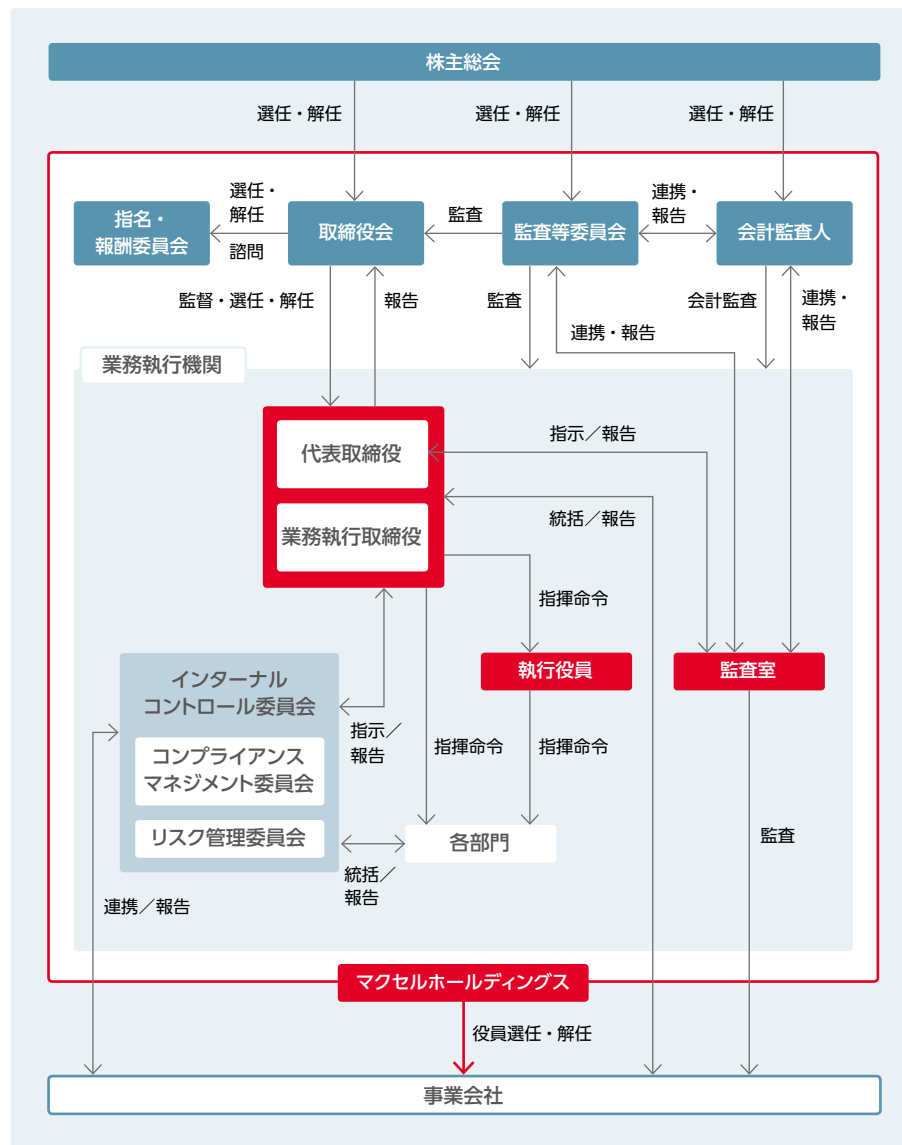 株主総会
選任・解任
選任・解任
選任・解任
指名・
報酬委員会
選任・
解任
諮問
取締役会
監査
監査等委員会
連携・
報告
会計監査人
監督・選任・解任
報告
監査
連携・報告
会計監査
連携・
報告
業務執行機関
代表取締役
業務執行取締役
指示／報告
統括／報告
指揮命令
執行役員
監査室
インターナル
コントロール委員会
コンプライアンス
マネジメント委員会
リスク管理委員会
指示／
報告
指揮命令
指揮命令
各部門
統括／
報告
監査
連携／報告
マクセルホールディングス
役員選任・解任
事業会社